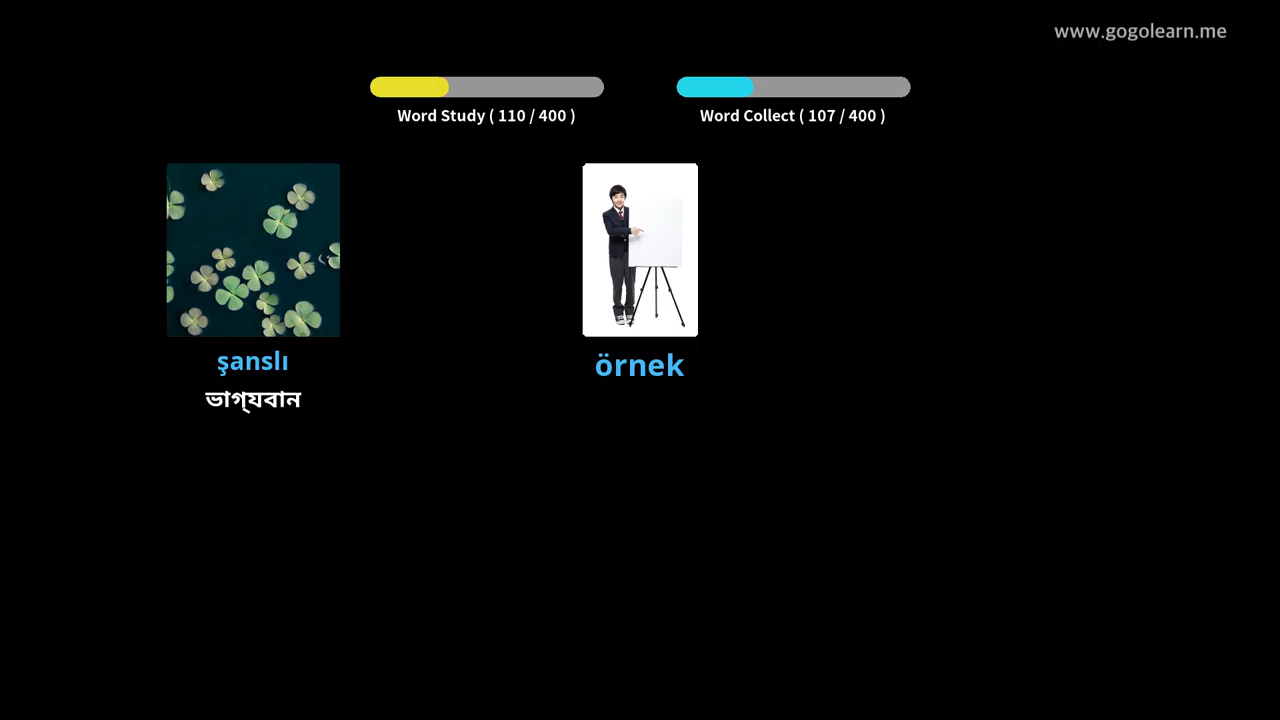 www.gogolearn.me
Word Study ( 110 / 400 )
Word Collect ( 107 / 400 )
şanslı
ভাগ্যবান
örnek